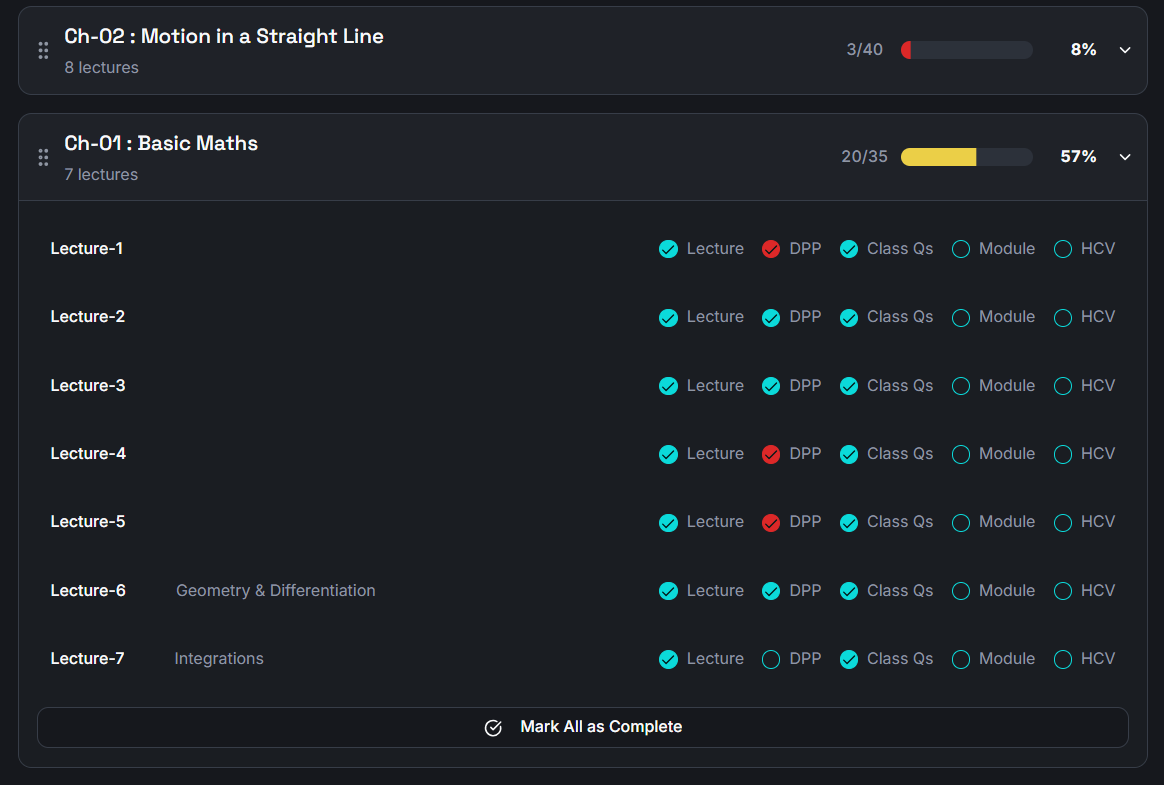 Ch-02 : Motion in a Straight Line
8 lectures
3/40
8%
Ch-01 : Basic Maths
7 lectures
20/35
57%
Lecture-1 Lecture DPP Class Qs Module HCV
Lecture-2 Lecture DPP Class Qs Module HCV
Lecture-3 Lecture DPP Class Qs Module HCV
Lecture-4 Lecture DPP Class Qs Module HCV
Lecture-5 Lecture DPP Class Qs Module HCV
Lecture-6 Geometry & Differentiation Lecture DPP Class Qs Module HCV
Lecture-7 Integrations Lecture DPP Class Qs Module HCV
Mark All as Complete